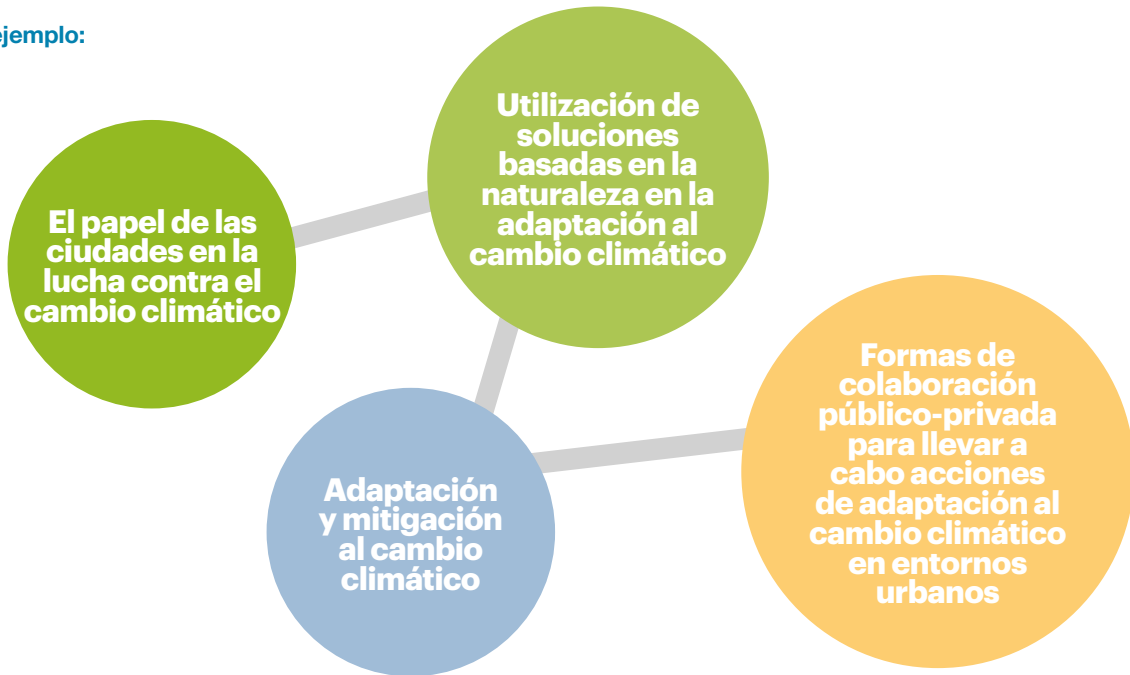 ejemplo:
El papel de las
ciudades en la
lucha contra el
cambio climático
Utilización de
soluciones
basadas en la
naturaleza en la
adaptación al
cambio climático
Adaptación
y mitigación
al cambio
climático
Formas de
colaboración
público-privada
para llevar a
cabo acciones
de adaptación al
cambio climático
en entornos
urbanos